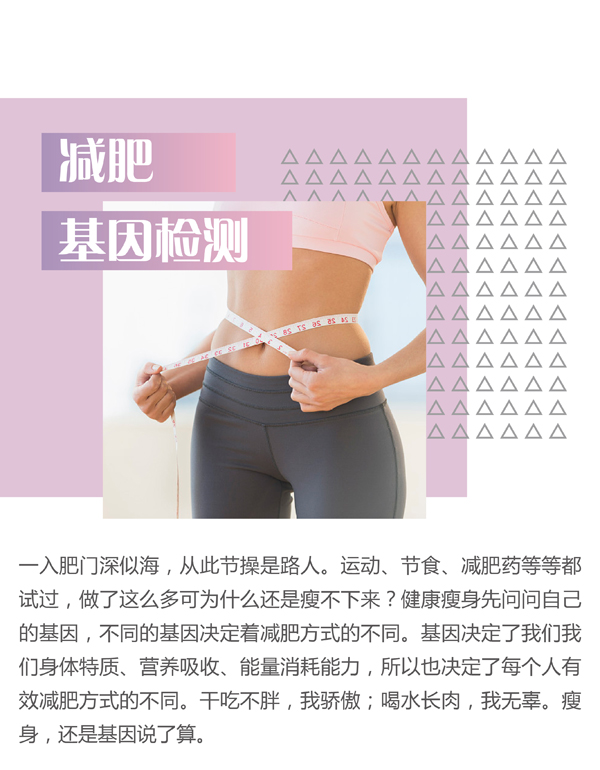 减肥
基因检测
一入肥门深似海，从此节操是路人。运动、节食、减肥药等等都
试过，做了这么多可为什么还是瘦不下来？健康瘦身先问问自己
的基因，不同的基因决定着减肥方式的不同。基因决定了我们我
们身体特质、营养吸收、能量消耗能力，所以也决定了每个人有
效减肥方式的不同。干吃不胖，我骄傲；喝水长肉，我无辜。瘦
身，还是基因说了算。